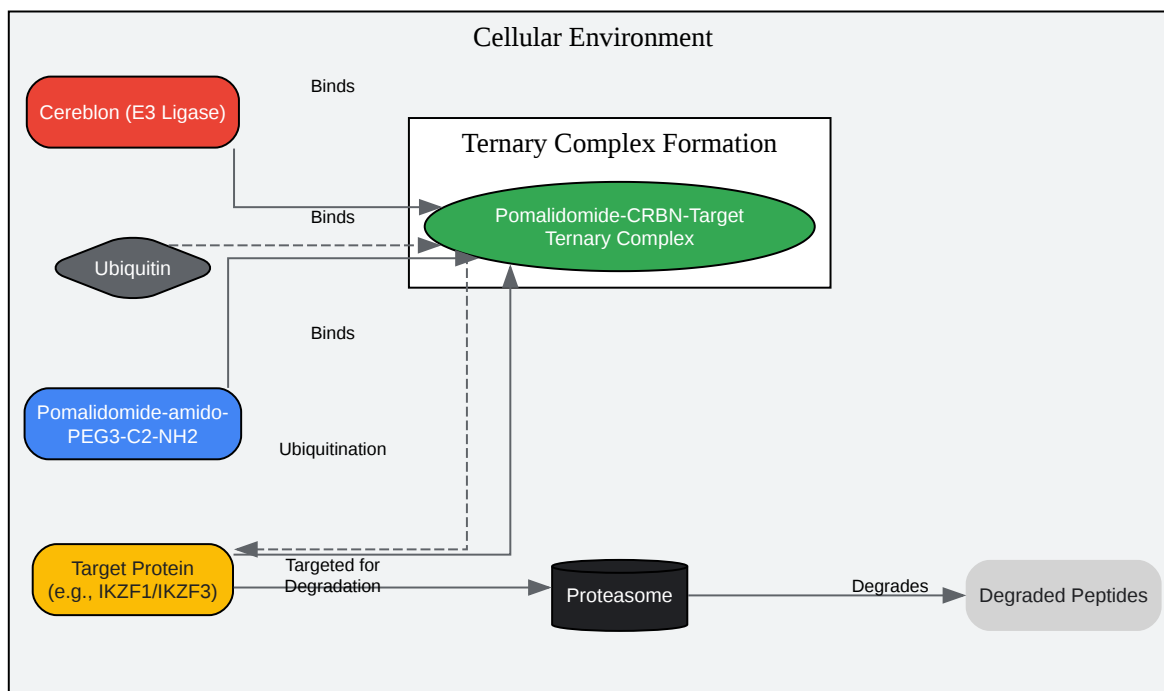 Cellular Environment
Binds
Cereblon (E3 Ligase)
Ternary Complex Formation
Binds
Pomalidomide-CRBN-Target
Ternary Complex
Ubiquitin
Binds
Pomalidomide-amido-
PEG3-C2-NH2
Ubiquitination
Target Protein
(e.g., IKZF1/IKZF3)
Targeted for
Degradation
Proteasome
Degrades
Degraded Peptides